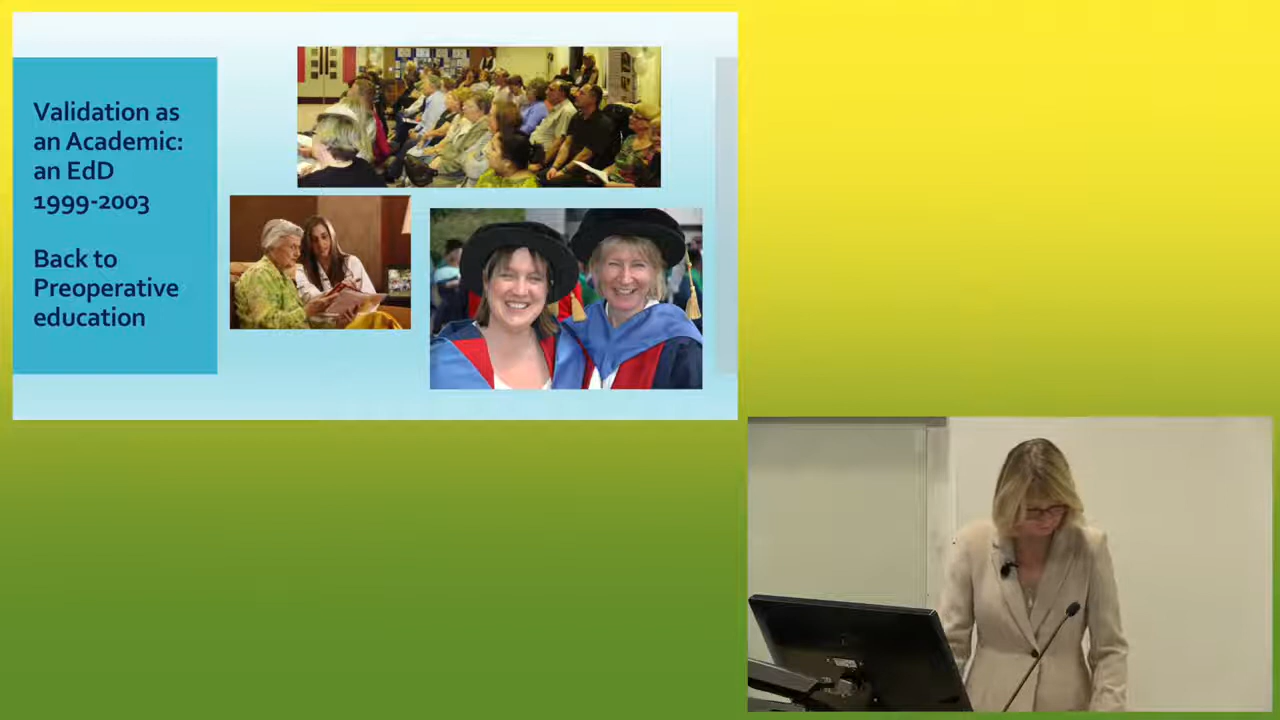 Validation as
an Academic:
an EdD
1999-2003
Back to
Preoperative
education